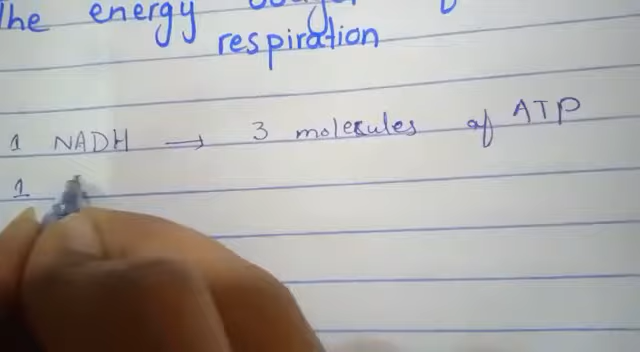 The energy
respiration
1 NADH → 3 molecules of ATP
1